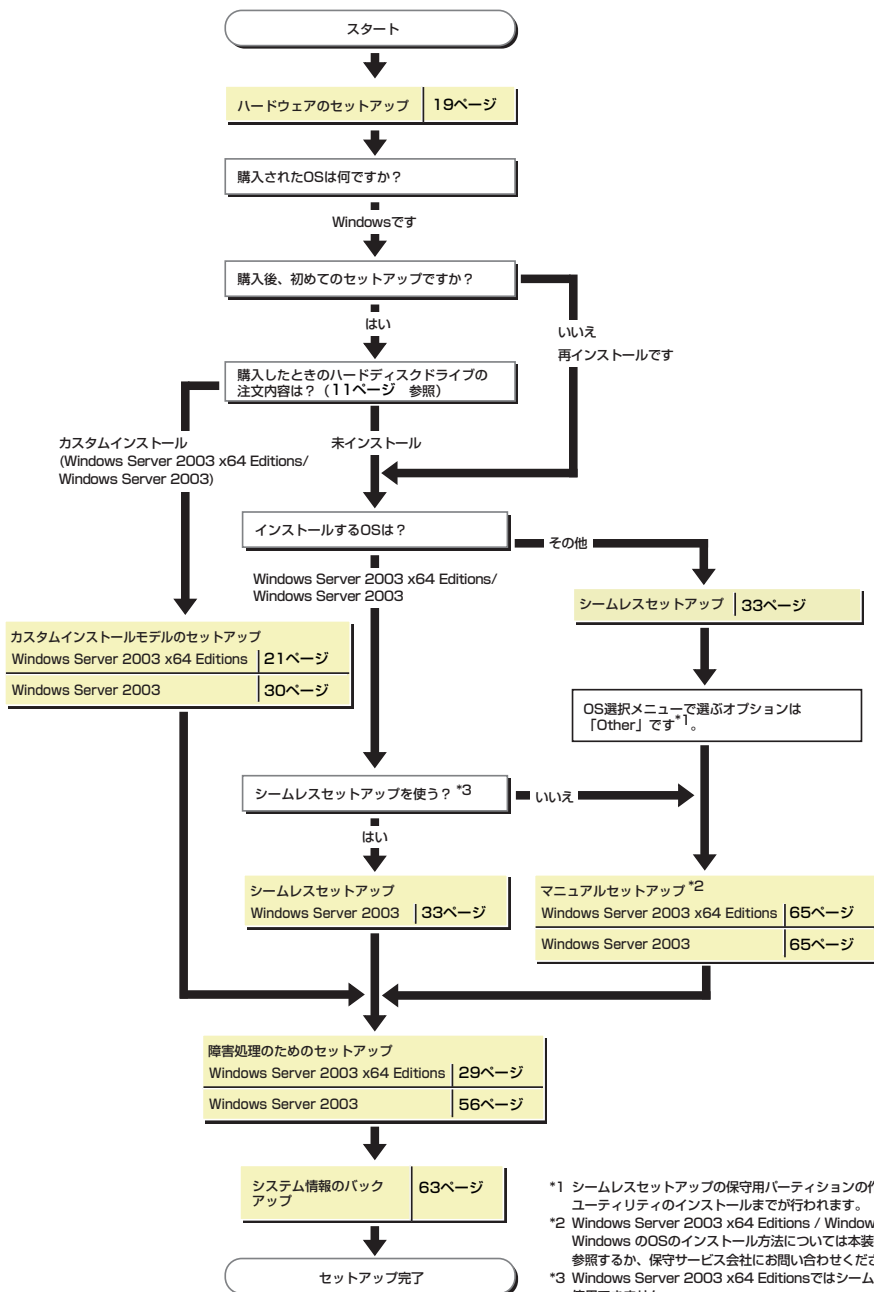 スタート
ハードウェアのセットアップ 19ページ
購入されたOSは何ですか？
Windowsです
購入後、初めてのセットアップですか？
はい
いいえ
再インストールです
購入したときのハードディスクドライブの
注文内容は？（11ページ 参照）
カスタムインストール
(Windows Server 2003 x64 Editions/
Windows Server 2003)
未インストール
インストールするOSは？
その他
Windows Server 2003 x64 Editions/
Windows Server 2003
シームレスセットアップ 33ページ
カスタムインストールモデルのセットアップ
Windows Server 2003 x64 Editions 21ページ
Windows Server 2003 30ページ
OS選択メニューで選ぶオプションは
「Other」です*1。
シームレスセットアップを使う？ *3
いいえ
はい
シームレスセットアップ
Windows Server 2003 33ページ
マニュアルセットアップ *2
Windows Server 2003 x64 Editions 65ページ
Windows Server 2003 65ページ
障害処理のためのセットアップ
Windows Server 2003 x64 Editions 29ページ
Windows Server 2003 56ページ
システム情報のバック
アップ 63ページ
セットアップ完了
*1 シームレスセットアップの保守用パーティションの
ユーティリティのインストールまでが行われます。
*2 Windows Server 2003 x64 Editions / Window
Windows のOSのインストール方法については本装
参照するか、保守サービス会社にお問い合わせくださ
*3 Windows Server 2003 x64 Editionsではシーム